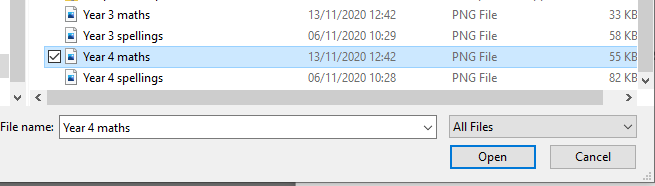 Year 3 maths 13/11/2020 12:42 PNG File 33 KB
Year 3 spellings 06/11/2020 10:29 PNG File 58 KB
Year 4 maths 13/11/2020 12:42 PNG File 55 KB
Year 4 spellings 06/11/2020 10:28 PNG File 82 KB
File name: Year 4 maths All Files
Open Cancel